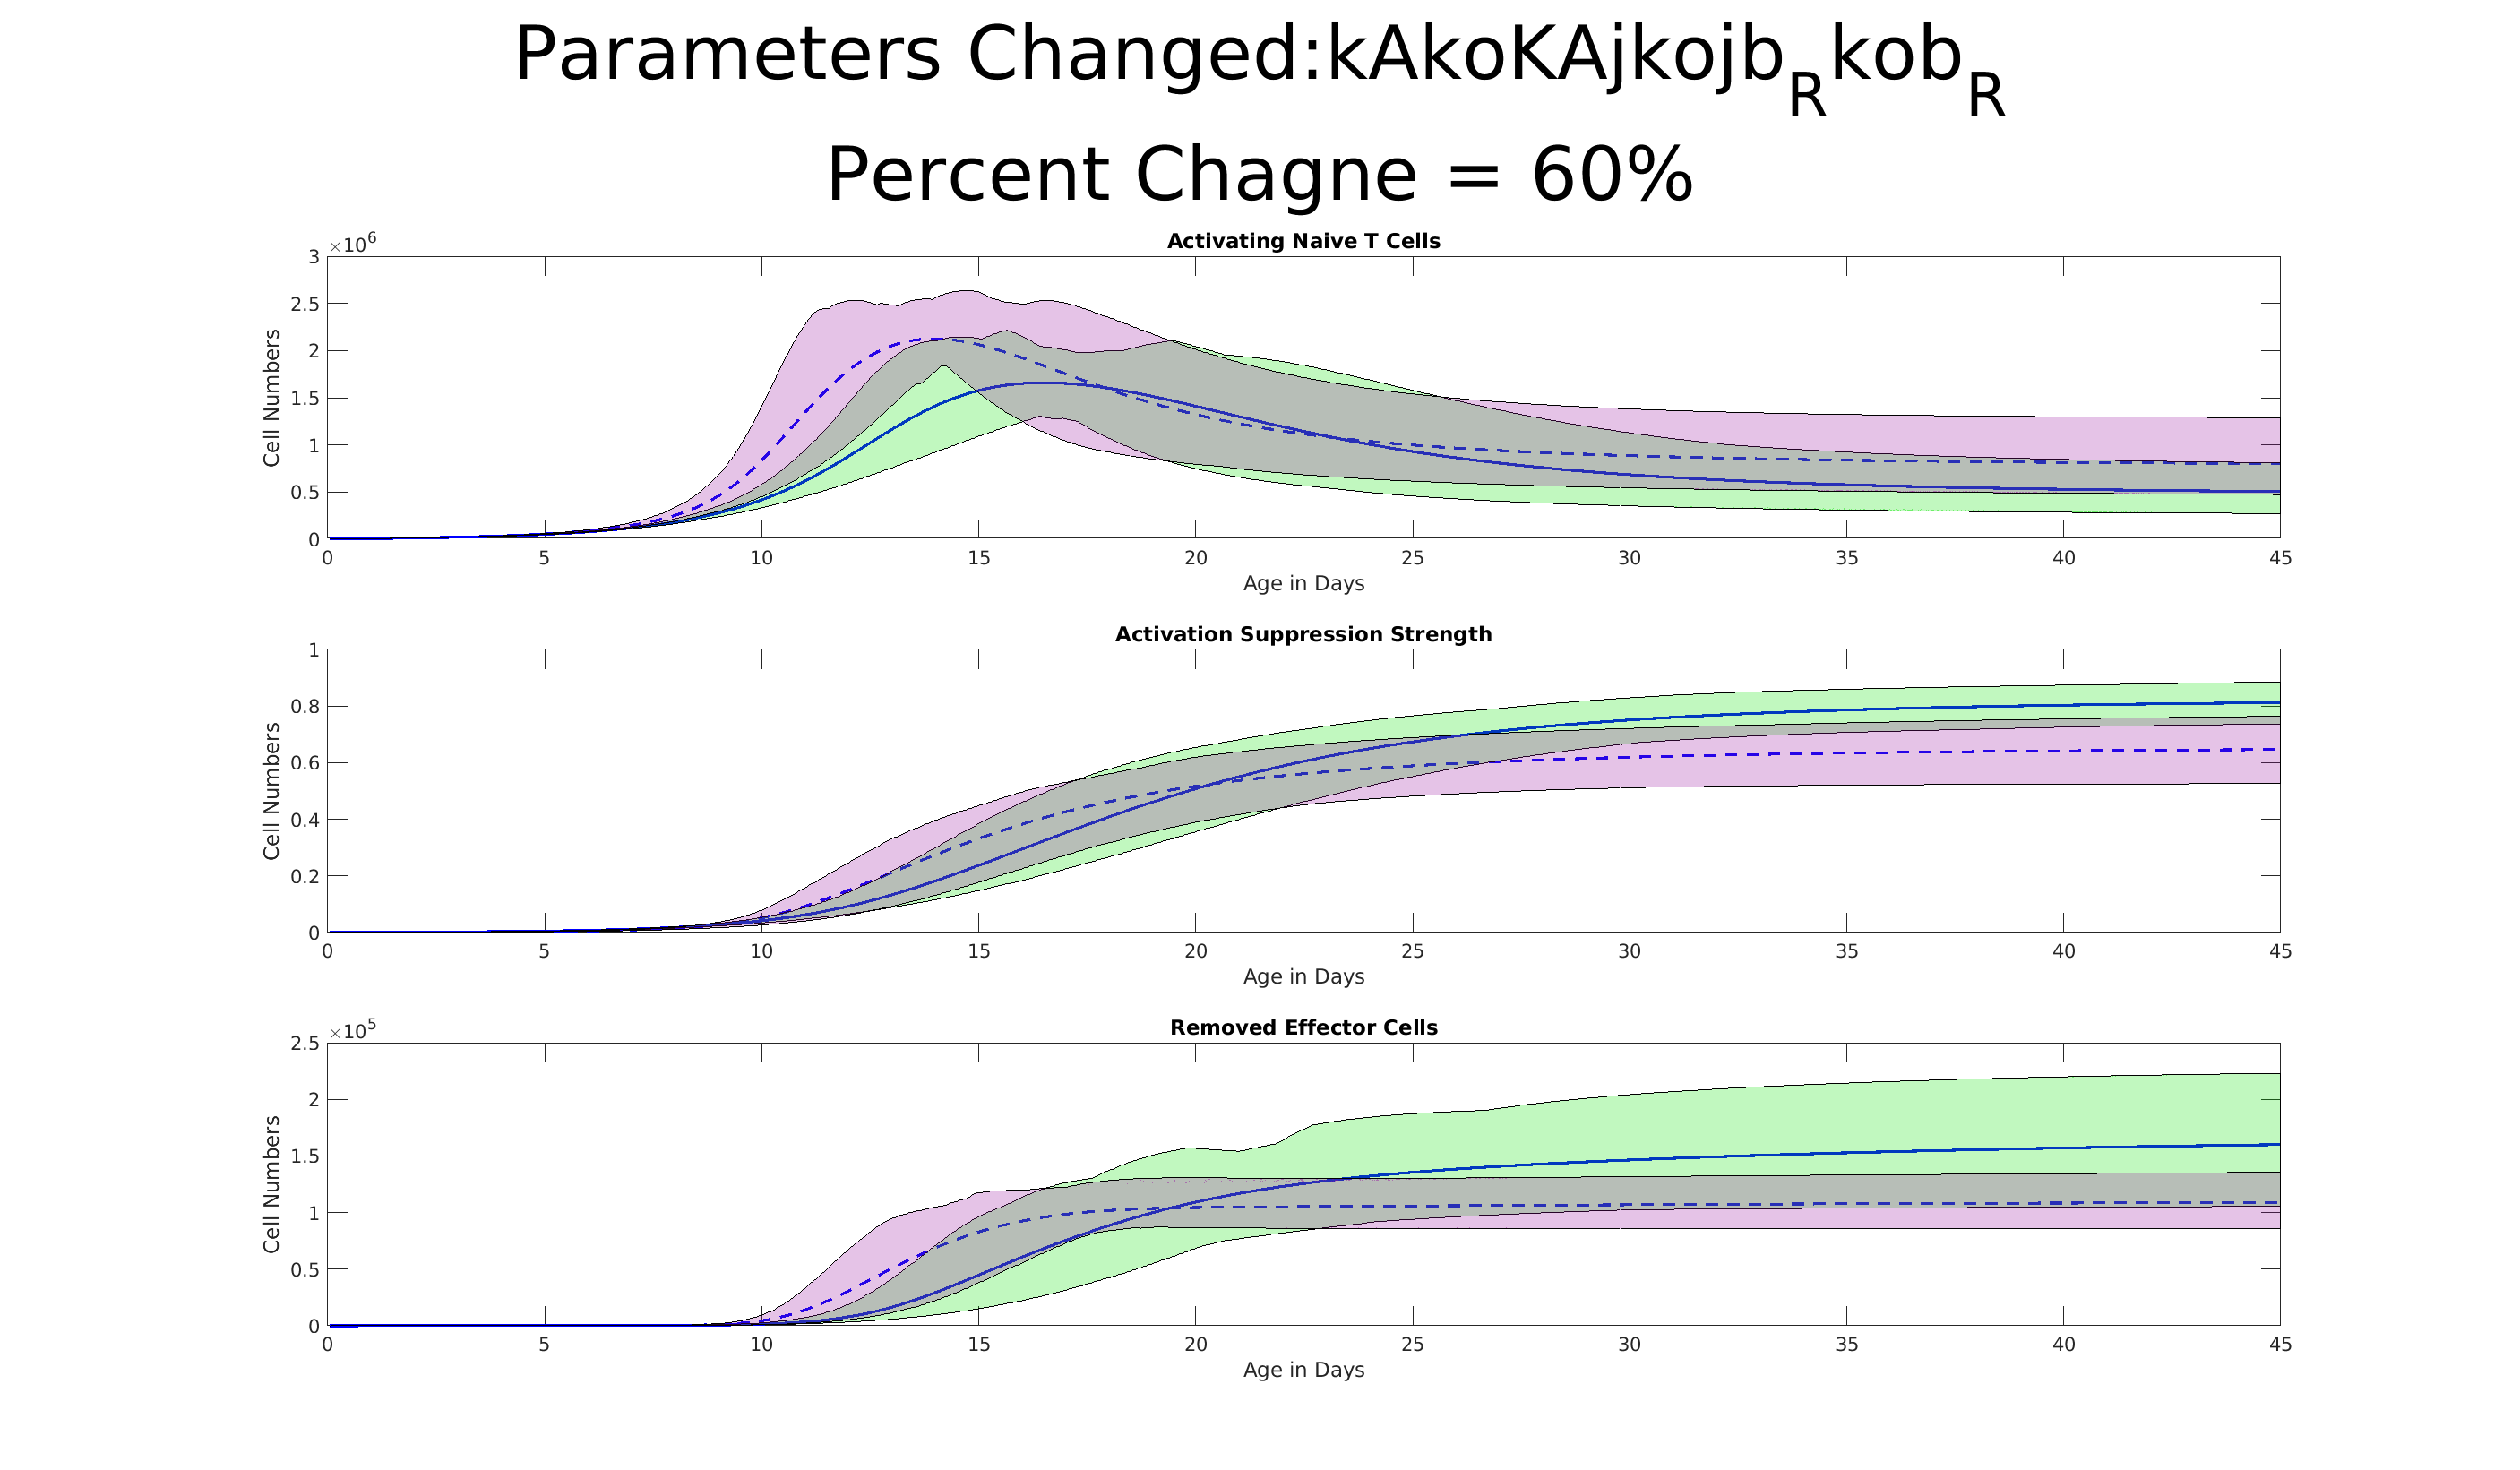 Parameters Changed:kAkoKAjkojb_Rkob_R
Percent Chagne = 60%
×10^6
Activating Naive T Cells
Cell Numbers
3
2.5
2
1.5
1
0.5
0
0 5 10 15 20 25 30 35 40 45
Age in Days
Activation Suppression Strength
Cell Numbers
1
0.8
0.6
0.4
0.2
0
0 5 10 15 20 25 30 35 40 45
Age in Days
×10^5
Removed Effector Cells
Cell Numbers
2.5
2
1.5
1
0.5
0
0 5 10 15 20 25 30 35 40 45
Age in Days